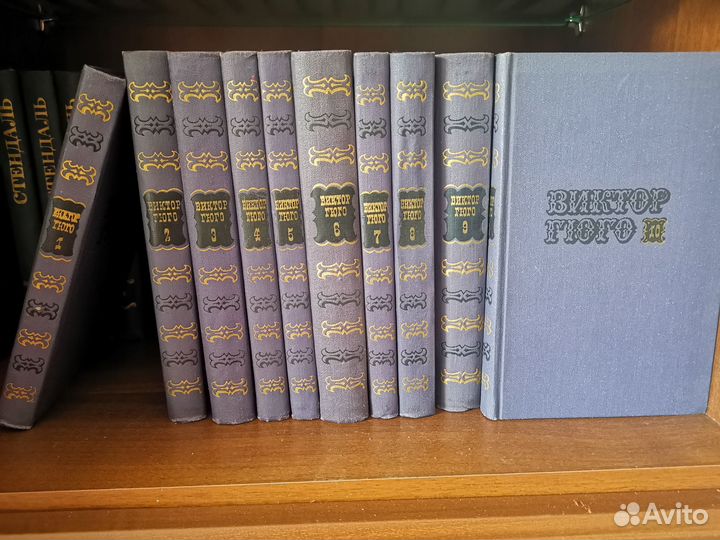 СТЕНДАЛЬ
СТЕНДАЛЬ
ВИКТОР
ГЮГО
1
ВИКТОР
ГЮГО
2
ВИКТОР
ГЮГО
3
ВИКТОР
ГЮГО
4
ВИКТОР
ГЮГО
5
ВИКТОР
ГЮГО
6
ВИКТОР
ГЮГО
7
ВИКТОР
ГЮГО
8
ВИКТОР
ГЮГО
9
ВИКТОР
ГЮГО 10
Avito